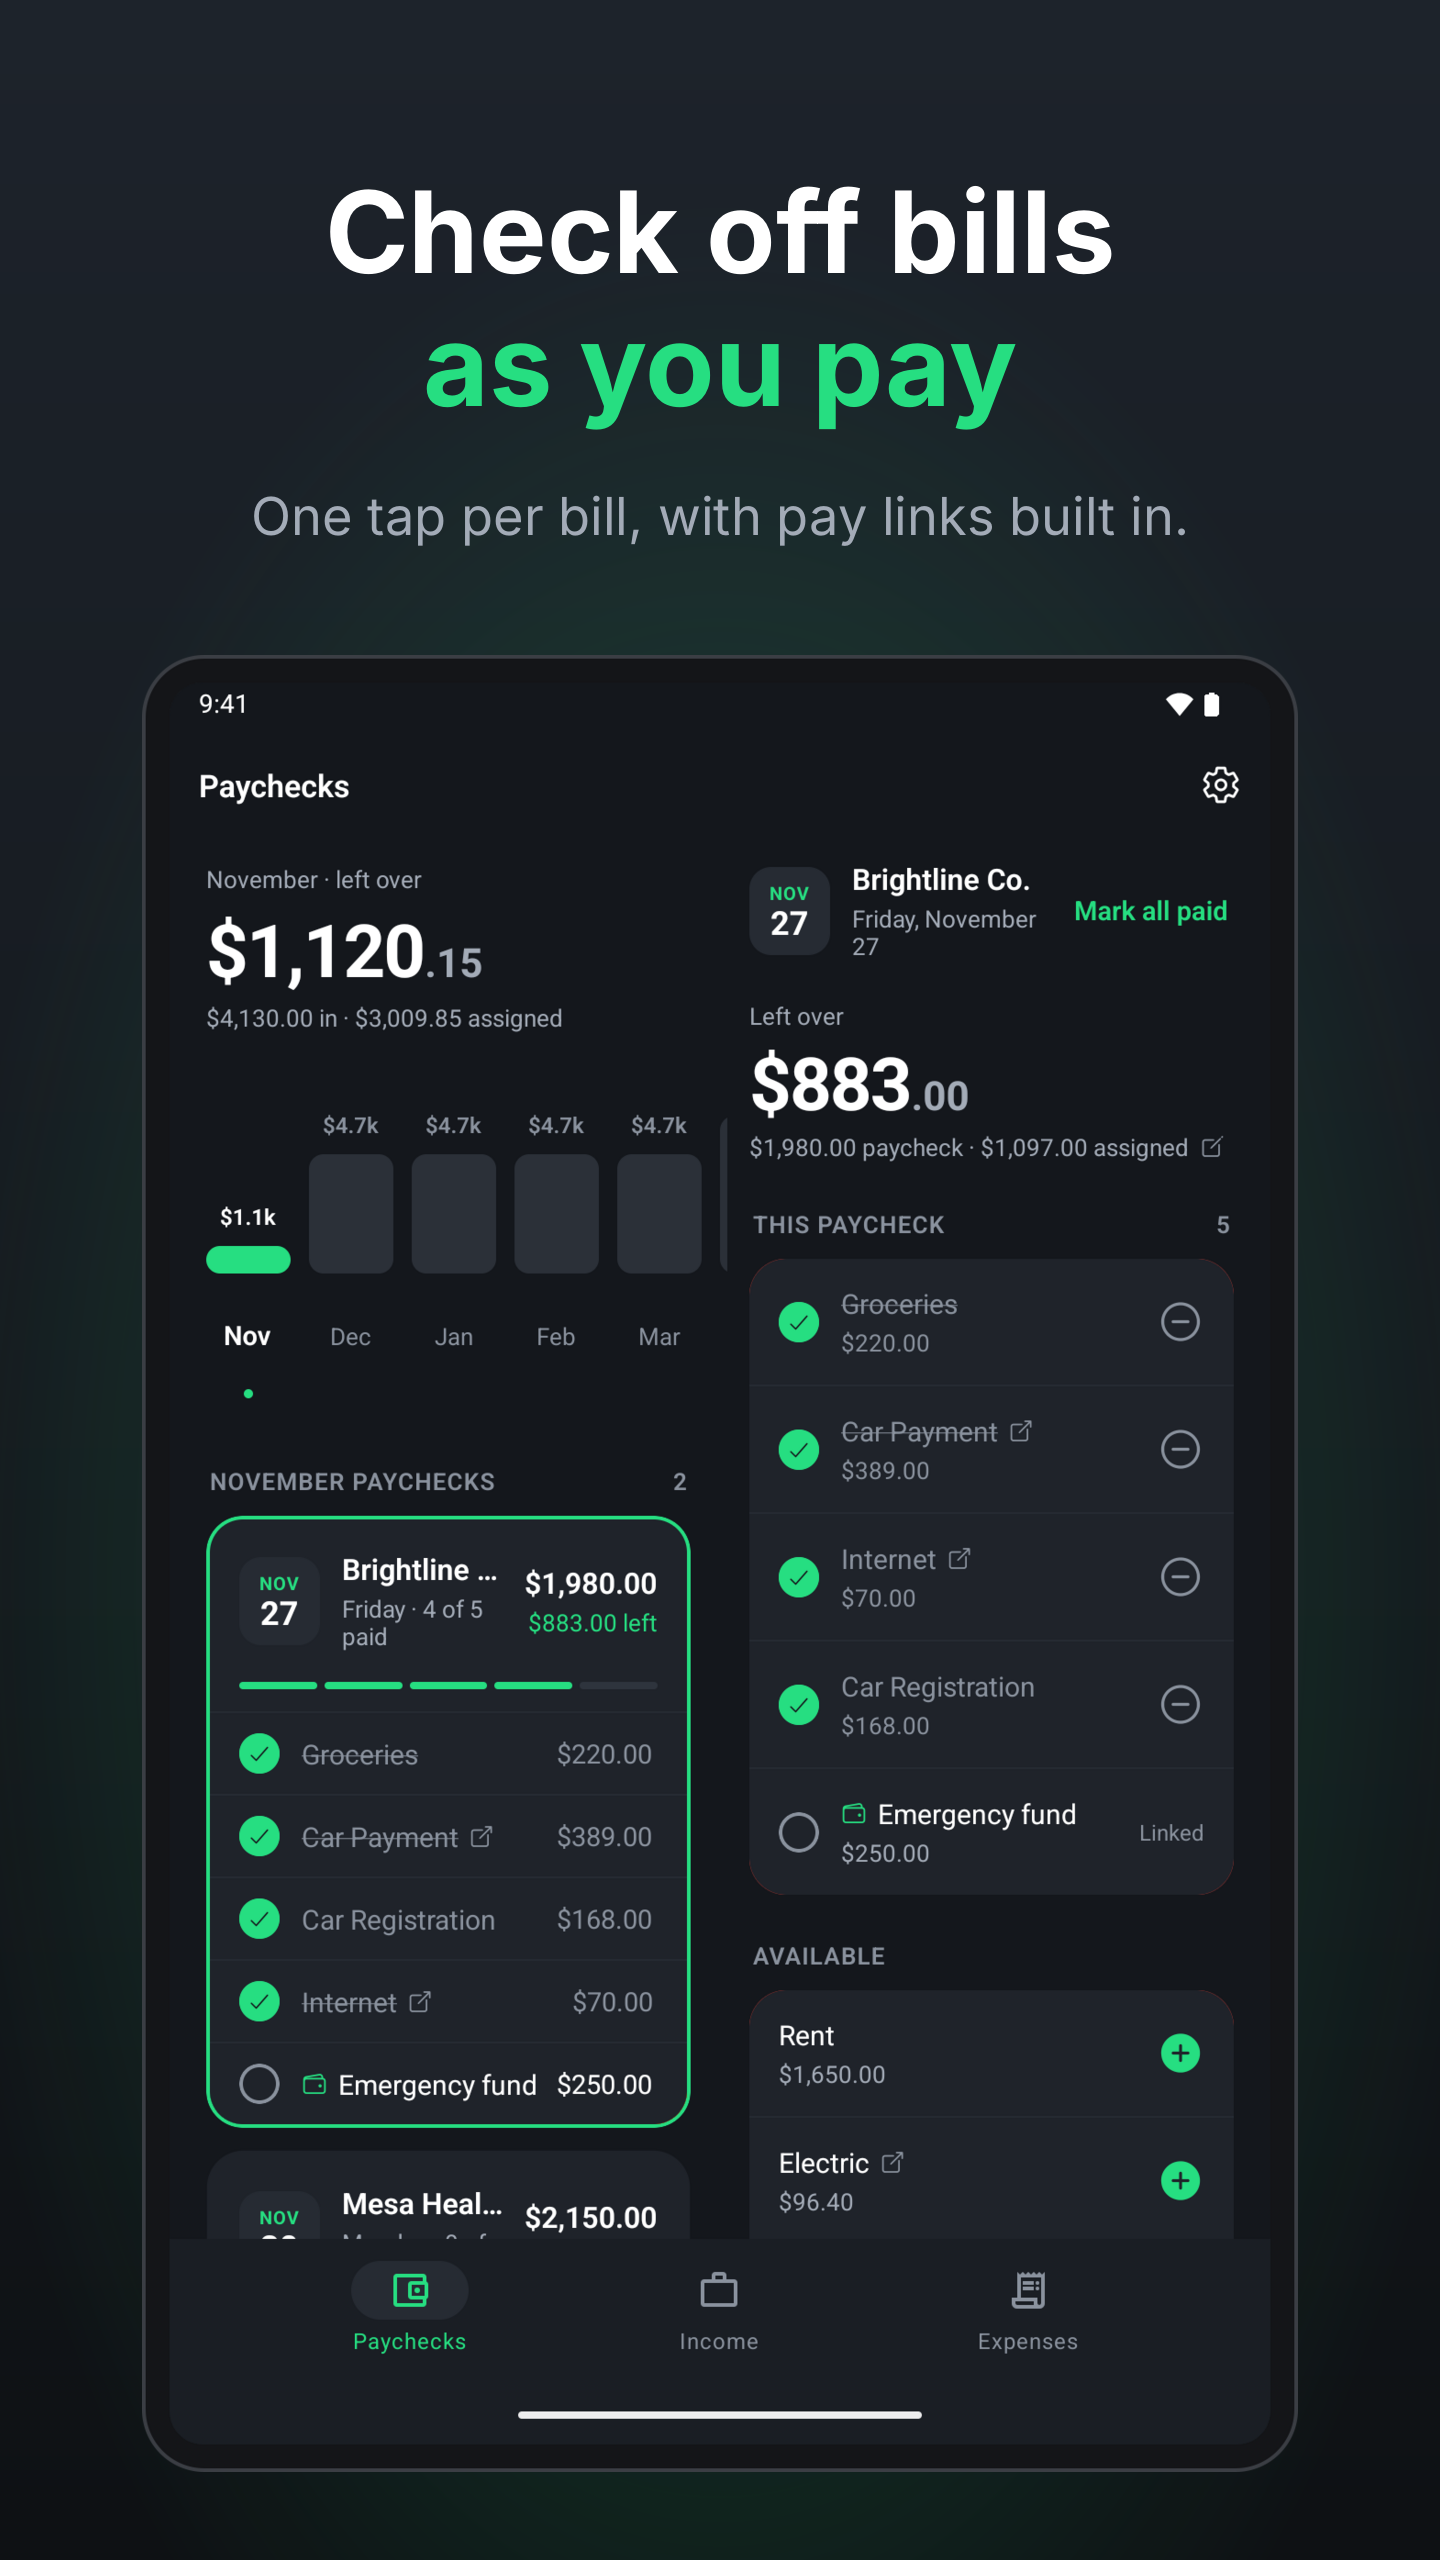 Check off bills
as you pay
One tap per bill, with pay links built in.
9:41
Paychecks
November · left over
$1,120.15
$4,130.00 in · $3,009.85 assigned
$1.1k
$4.7k
$4.7k
$4.7k
$4.7k
Nov
Dec
Jan
Feb
Mar
NOVEMBER PAYCHECKS 2
NOV
27
Brightline ...
Friday · 4 of 5
paid
$1,980.00
$883.00 left
Groceries $220.00
Car Payment $389.00
Car Registration $168.00
Internet $70.00
Emergency fund $250.00
NOV
Mesa Heal...
$2,150.00
NOV
27
Brightline Co.
Friday, November
27
Mark all paid
Left over
$883.00
$1,980.00 paycheck · $1,097.00 assigned
THIS PAYCHECK 5
Groceries
$220.00
Car Payment
$389.00
Internet
$70.00
Car Registration
$168.00
Emergency fund
$250.00
Linked
AVAILABLE
Rent
$1,650.00
Electric
$96.40
Paychecks
Income
Expenses